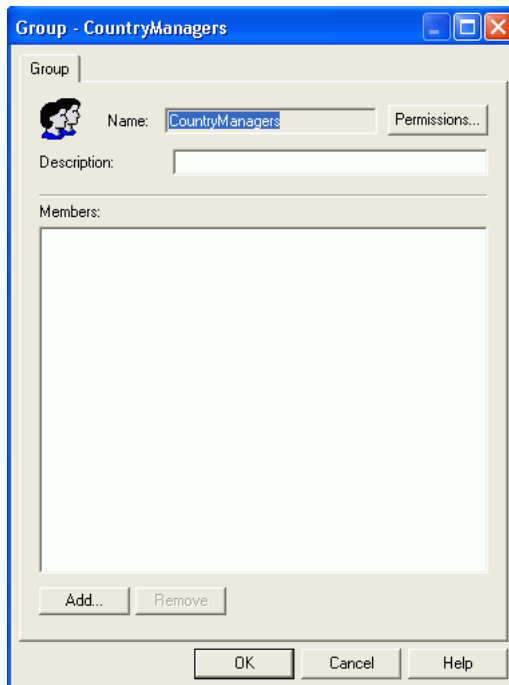 Group - CountryManagers
Group
Name: CountryManagers Permissions...
Description:
Members:
Add... Remove
OK Cancel Help